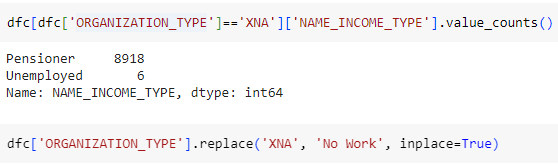 dfc[dfc['ORGANIZATION_TYPE']=='XNA']['NAME_INCOME_TYPE'].value_counts()
Pensioner     8918
Unemployed       6
Name: NAME_INCOME_TYPE, dtype: int64
dfc['ORGANIZATION_TYPE'].replace('XNA', 'No Work', inplace=True)